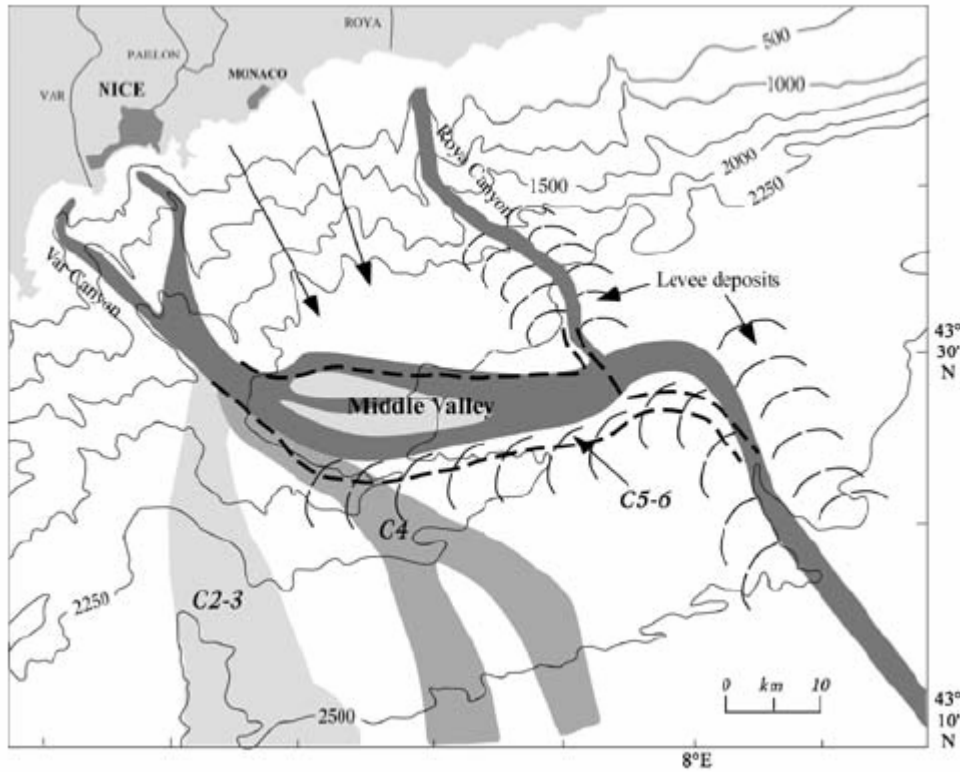 ROYA
PAILLON
VAR
NICE
MONACO
500
1000
2000
1500
2250
Roya Canyon
Var Canyon
Levee deposits
43°
30'
N
Middle Valley
C5-6
C4
C2-3
2250
2500
0 km 10
43°
10'
N
8°E